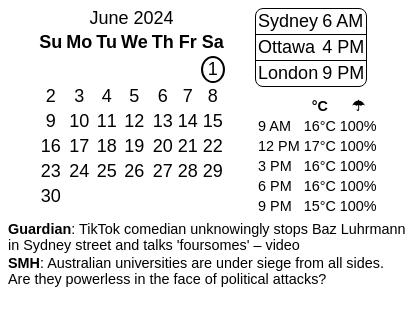 June 2024
Su Mo Tu We Th Fr Sa
1
2 3 4 5 6 7 8
9 10 11 12 13 14 15
16 17 18 19 20 21 22
23 24 25 26 27 28 29
30
Sydney 6 AM
Ottawa 4 PM
London 9 PM
°C ☂
9 AM 16°C 100%
12 PM 17°C 100%
3 PM 16°C 100%
6 PM 16°C 100%
9 PM 15°C 100%
Guardian: TikTok comedian unknowingly stops Baz Luhrmann
in Sydney street and talks 'foursomes' – video
SMH: Australian universities are under siege from all sides.
Are they powerless in the face of political attacks?